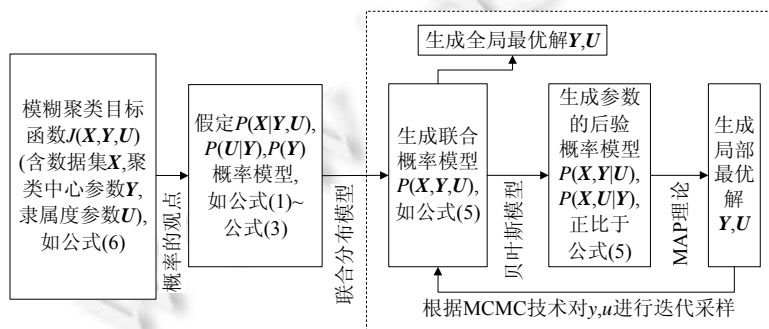 生成全局最优解Y,U
模糊聚类目标
函数J(X,Y,U)
(含数据集X,聚
类中心参数Y,
隶属度参数U),
如公式(6)
概率的观点
假定P(X|Y,U),
P(U|Y),P(Y)
概率模型,
如公式(1)~
公式(3)
联合分布模型
生成联合
概率模型
P(X,Y,U),
如公式(5)
贝叶斯模型
生成参数
的后验
概率模型
P(X,Y|U),
P(X,U|Y),
正比于
公式(5)
MAP理论
生成
局部
最优
解
Y,U
根据MCMC技术对y,u进行迭代采样